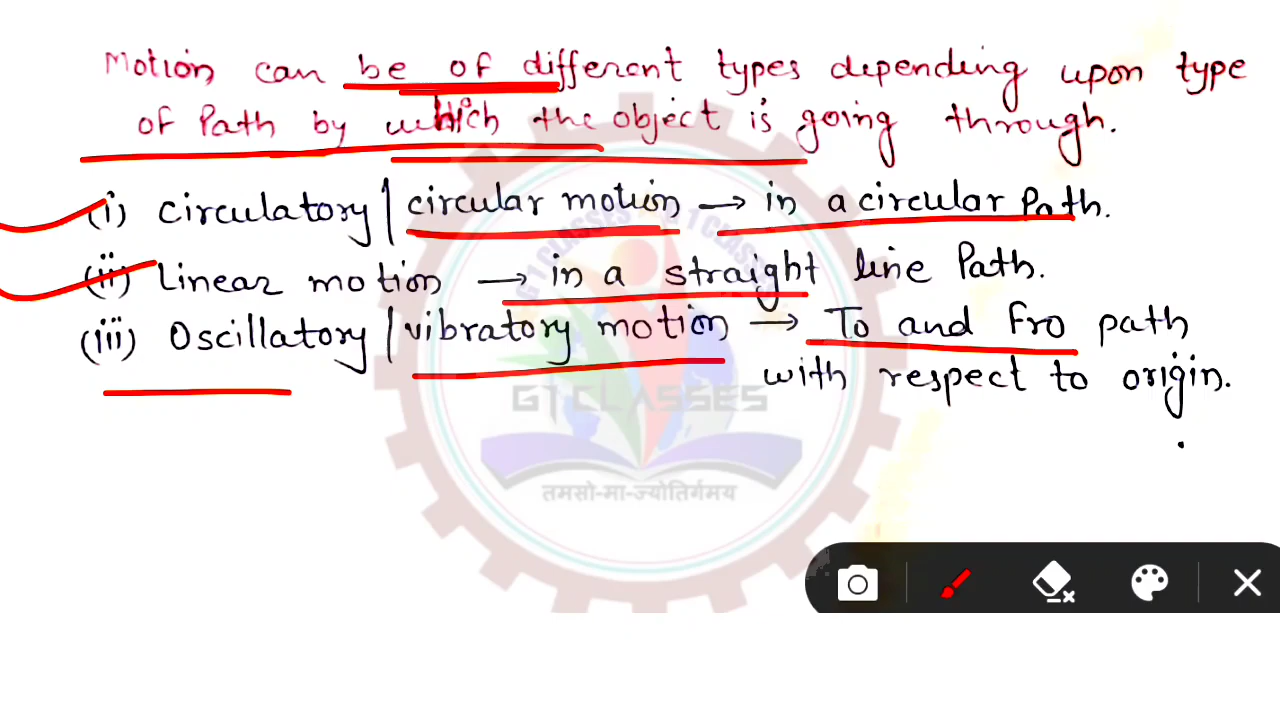 Motion can be of different types depending upon type
of Path by which the object is going through.
(i) Circulatory | circular motion → in a circular Path.
(ii) Linear motion → in a straight line Path.
(iii) Oscillatory | vibratory motion → To and Fro path
with respect to origin.
G1 CLASSES
तमसो-मा-ज्योतिर्गमय